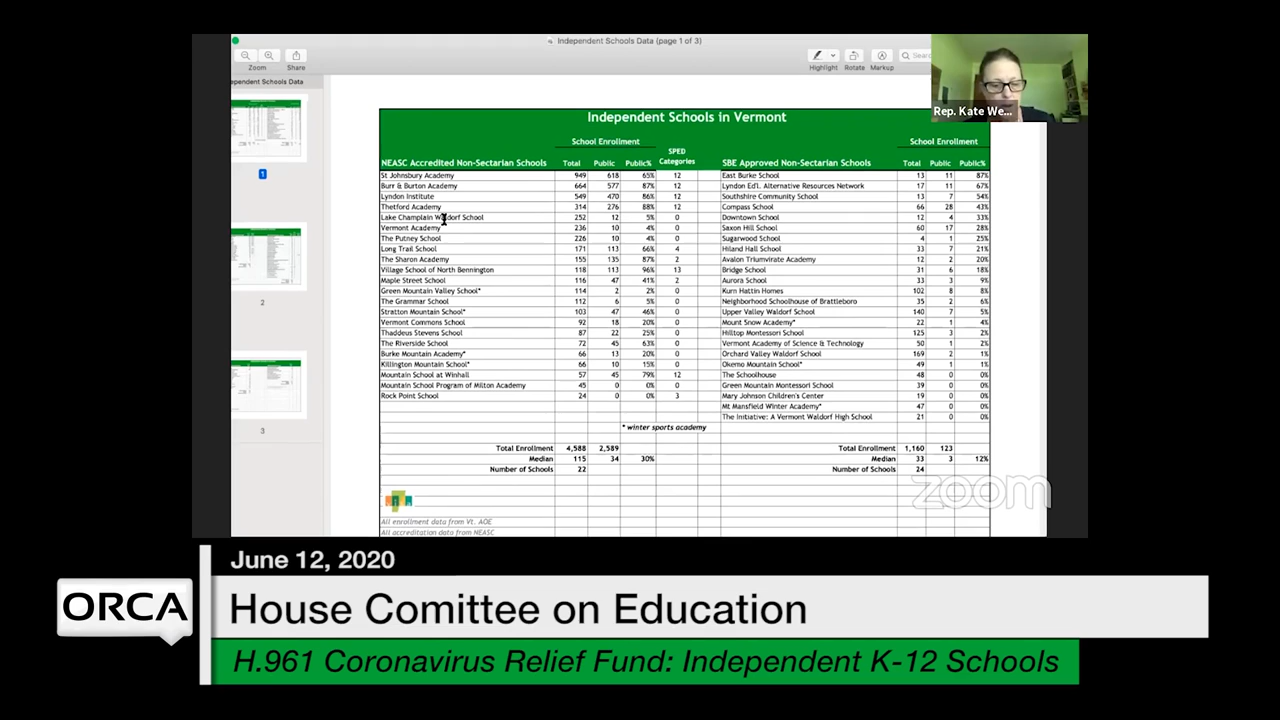 Independent Schools Data (page 1 of 3)
Zoom Share Highlight Rotate Markup Sear
ependent Schools Data
1
2
3
Rep. Kate We...
Independent Schools in Vermont
School Enrollment School Enrollment
NEASC Accredited Non-Sectarian Schools Total Public Public% SPED Categories SBE Approved Non-Sectarian Schools Total Public Public%
St Johnsbury Academy 949 618 65% 12 East Burke School 13 11 87%
Burr & Burton Academy 664 577 87% 12 Lyndon Ed'l. Alternative Resources Network 17 11 67%
Lyndon Institute 549 470 86% 12 Southshire Community School 13 7 54%
Thetford Academy 314 276 88% 12 Compass School 66 28 43%
Lake Champlain Waldorf School 252 12 5% 0 Downtown School 12 4 33%
Vermont Academy 236 10 4% 0 Saxon Hill School 60 17 28%
The Putney School 226 10 4% 0 Sugarwood School 4 1 25%
Long Trail School 171 113 66% 4 Hiland Hall School 33 7 21%
The Sharon Academy 155 135 87% 2 Avalon Triumvirate Academy 12 2 20%
Village School of North Bennington 118 113 96% 13 Bridge School 31 6 18%
Maple Street School 116 47 41% 2 Aurora School 33 3 9%
Green Mountain Valley School* 114 2 2% 0 Kurn Hattin Homes 102 8 8%
The Grammar School 112 6 5% 0 Neighborhood Schoolhouse of Brattleboro 35 2 6%
Stratton Mountain School* 103 47 46% 0 Upper Valley Waldorf School 140 7 5%
Vermont Commons School 92 18 20% 0 Mount Snow Academy* 22 1 4%
Thaddeus Stevens School 87 22 25% 0 Hilltop Montessori School 125 3 2%
The Riverside School 72 45 63% 0 Vermont Academy of Science & Technology 50 1 2%
Burke Mountain Academy* 66 13 20% 0 Orchard Valley Waldorf School 169 2 1%
Killington Mountain School* 66 10 15% 0 Okemo Mountain School* 49 1 1%
Mountain School at Winhall 57 45 79% 12 The Schoolhouse 48 0 0%
Mountain School Program of Milton Academy 45 0 0% 0 Green Mountain Montessori School 39 0 0%
Rock Point School 24 0 0% 3 Mary Johnson Children's Center 19 0 0%
Mt Mansfield Winter Academy* 47 0 0%
The Initiative: A Vermont Waldorf High School 21 0 0%
* winter sports academy
Total Enrollment 4,588 2,589 Total Enrollment 1,160 123
Median 115 34 30% Median 33 3 12%
Number of Schools 22 Number of Schools 24
zoom
All enrollment data from Vt. AOE
All accreditation data from NEASC
June 12, 2020
ORCA
House Comittee on Education
H.961 Coronavirus Relief Fund: Independent K-12 Schools